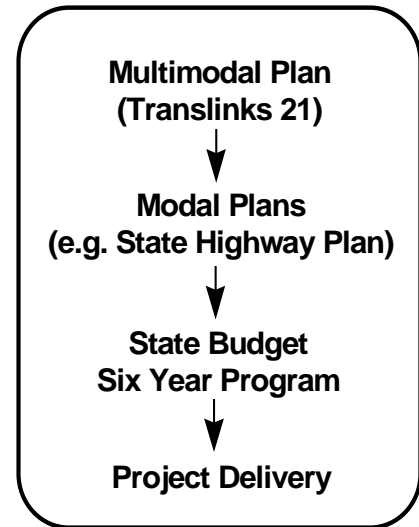 Multimodal Plan
(Translinks 21)
Modal Plans
(e.g. State Highway Plan)
State Budget
Six Year Program
Project Delivery